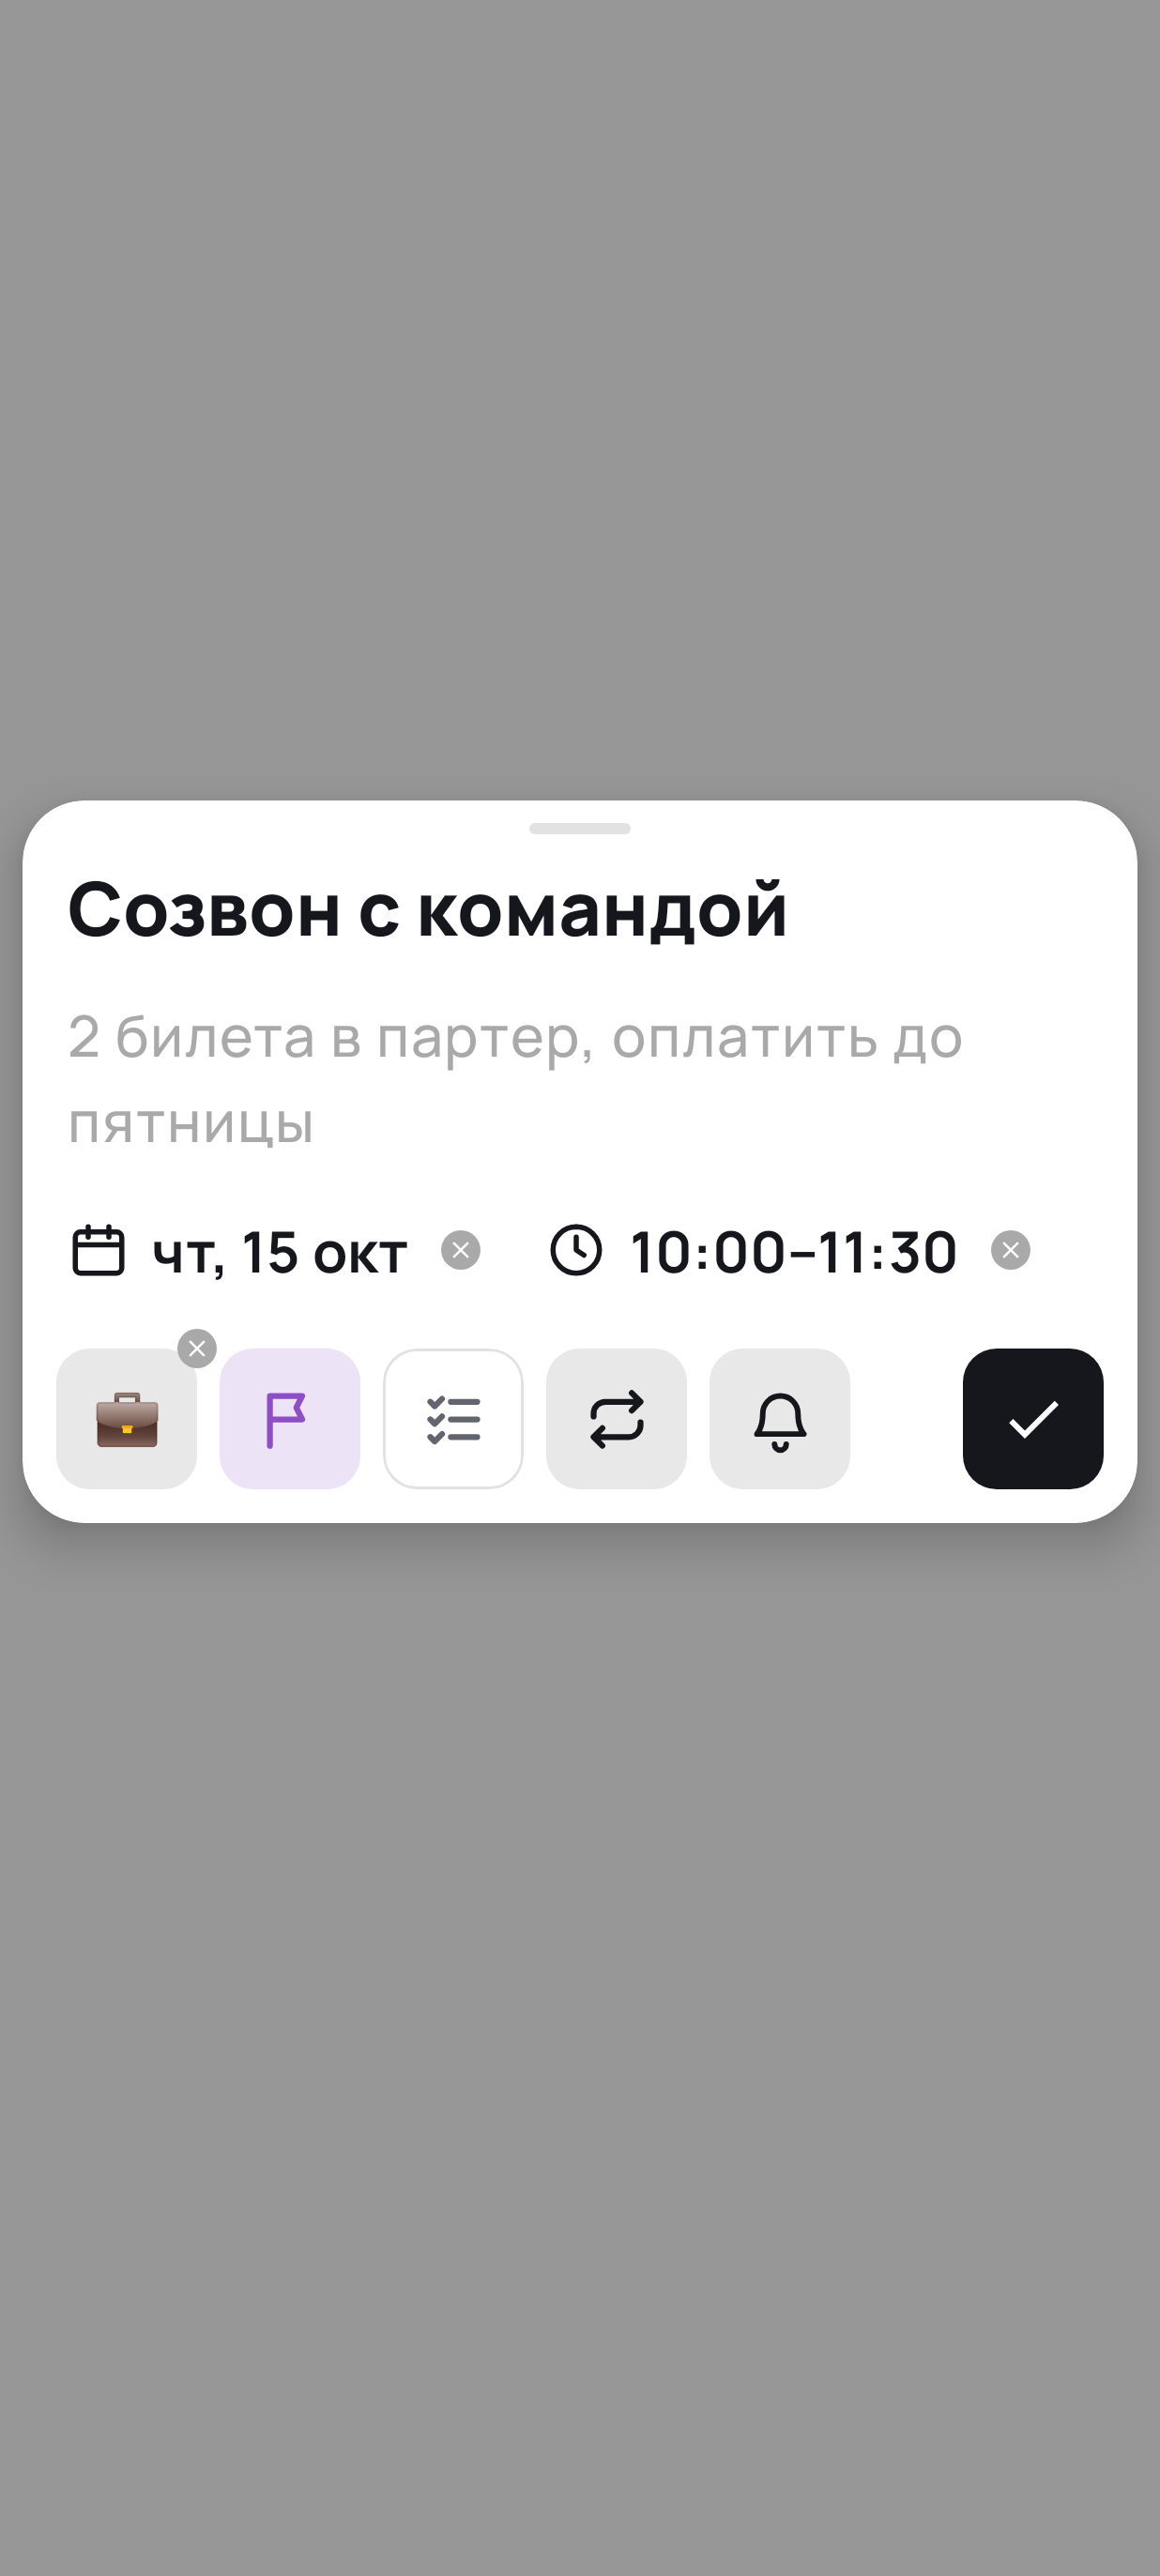 Созвон с командой
2 билета в партер, оплатить до
пятницы
чт, 15 окт 10:00–11:30